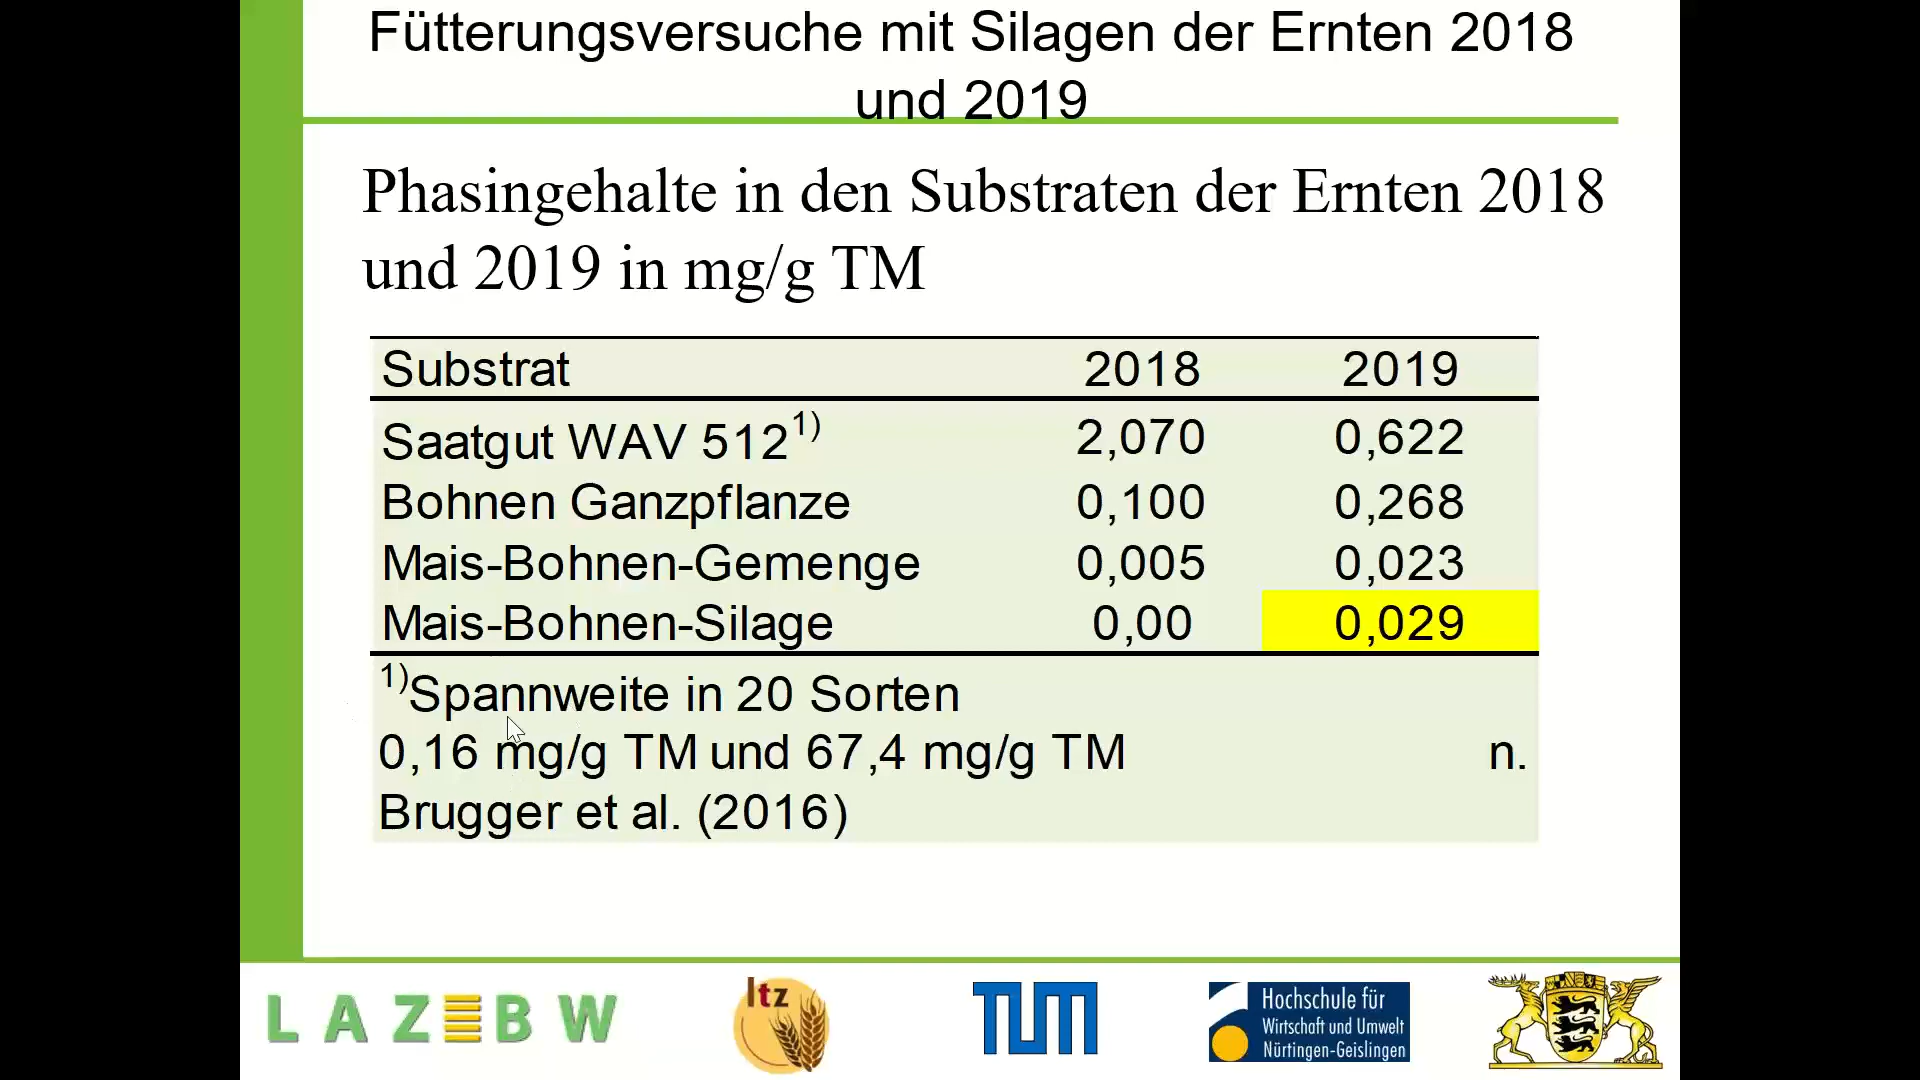 Fütterungsversuche mit Silagen der Ernten 2018
und 2019
Phasingehalte in den Substraten der Ernten 2018
und 2019 in mg/g TM
Substrat 2018 2019
Saatgut WAV 512¹⁾ 2,070 0,622
Bohnen Ganzpflanze 0,100 0,268
Mais-Bohnen-Gemenge 0,005 0,023
Mais-Bohnen-Silage 0,00 0,029
¹⁾Spannweite in 20 Sorten
0,16 mg/g TM und 67,4 mg/g TM n.
Brugger et al. (2016)
LAZBW
ltz
TUM
Hochschule für
Wirtschaft und Umwelt
Nürtingen-Geislingen